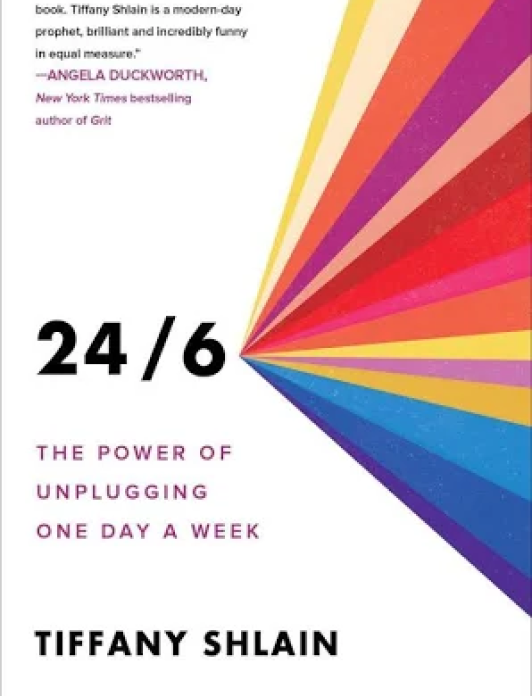 book. Tiffany Shlain is a modern-day
prophet, brilliant and incredibly funny
in equal measure."
—ANGELA DUCKWORTH,
New York Times bestselling
author of Grit
24/6
THE POWER OF
UNPLUGGING
ONE DAY A WEEK
TIFFANY SHLAIN